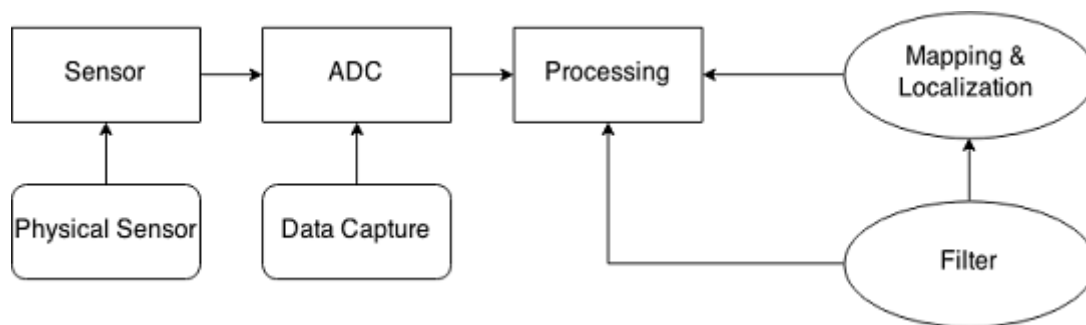 Sensor
ADC
Processing
Mapping &
Localization
Physical Sensor
Data Capture
Filter